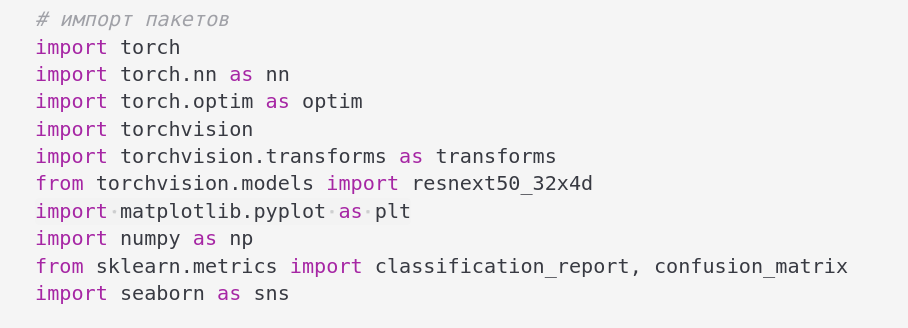 # импорт пакетов
import torch
import torch.nn as nn
import torch.optim as optim
import torchvision
import torchvision.transforms as transforms
from torchvision.models import resnext50_32x4d
import matplotlib.pyplot as plt
import numpy as np
from sklearn.metrics import classification_report, confusion_matrix
import seaborn as sns